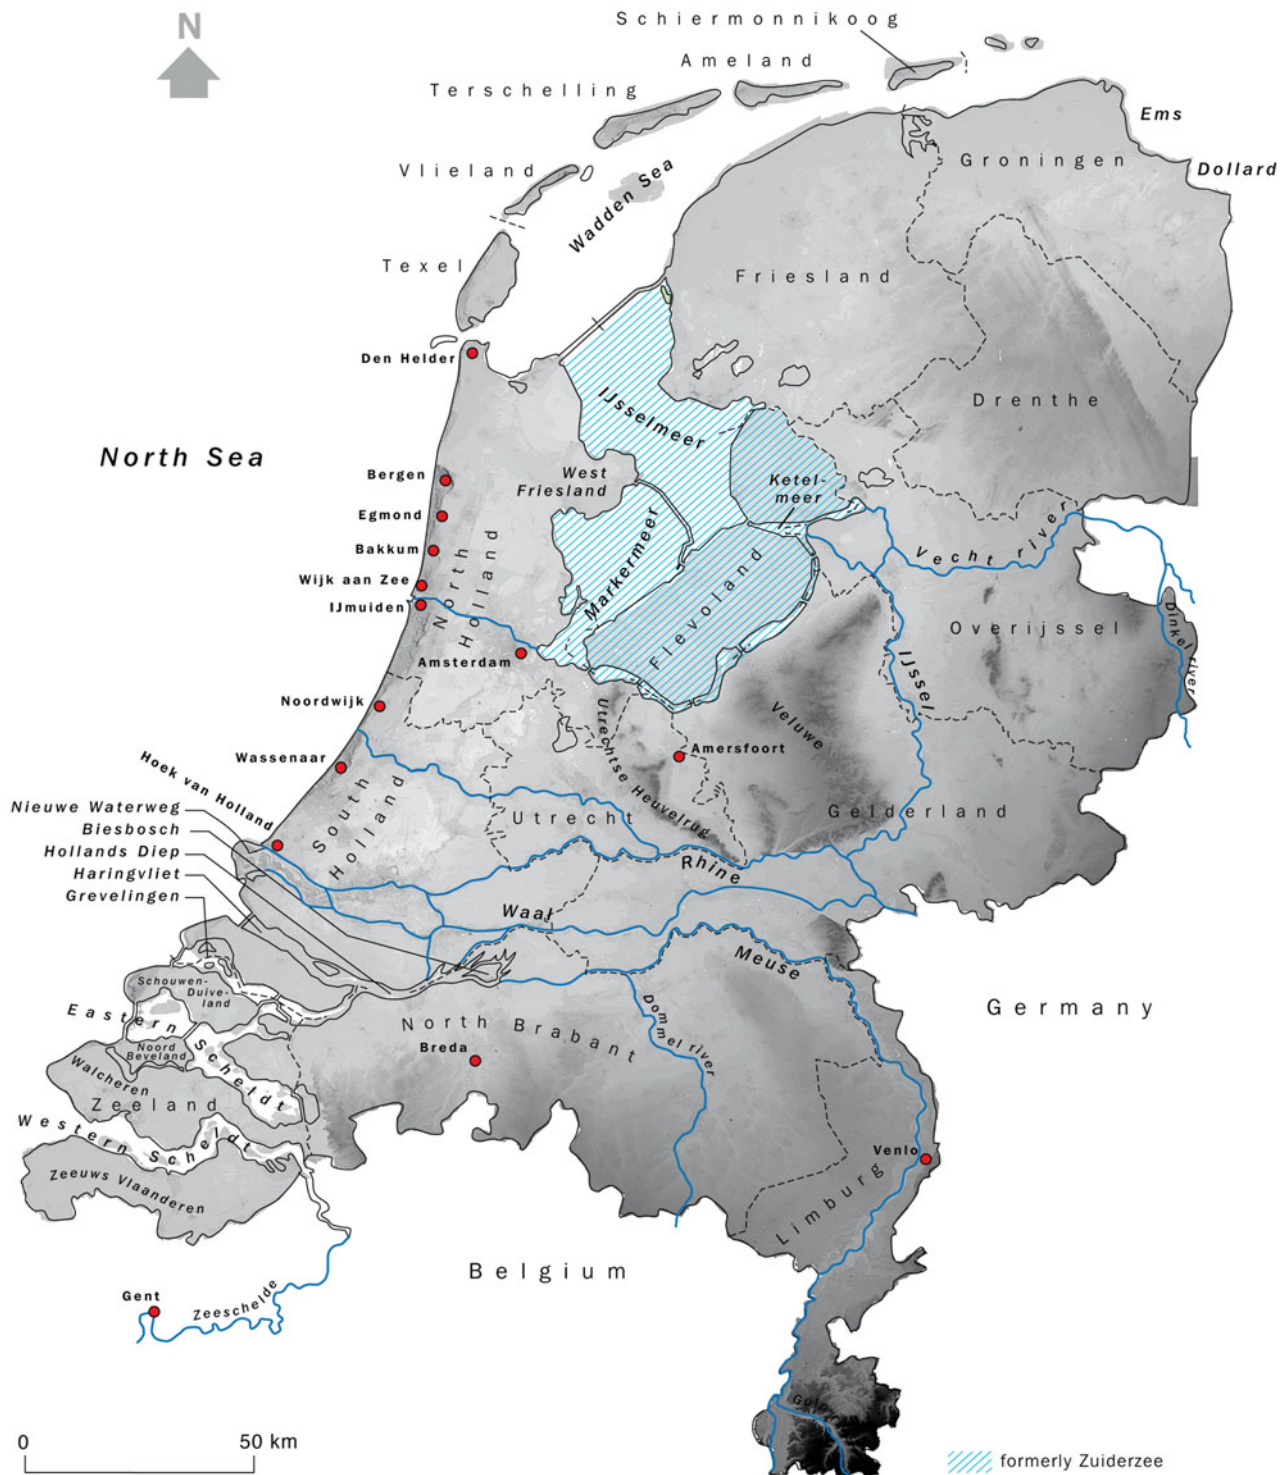 N
Schiermonnikoog
Ameland
Terschelling
Ems
Groningen
Vlieland
Dollard
Wadden Sea
Texel
Friesland
Den Helder
IJsselmeer
Drenthe
North Sea
Bergen
West
Friesland
Ketel-
meer
Egmond
Bakkum
Markermeer
Vecht river
Wijk aan Zee
IJmuiden
North
Holland
Flevoland
Overijssel
Dinkel river
Amsterdam
IJssel
Noordwijk
Utrechtse Heuvelrug
Veluwe
Amersfoort
Wassenaar
Hoek van Holland
South
Holland
Nieuwe Waterweg
Biesbosch
Hollands Diep
Haringvliet
Grevelingen
Utrecht
Gelderland
Rhine
Waal
Meuse
Schouwen-
Duive-
land
Eastern Scheldt
Noord
Beveland
Walcheren
Zeeland
North Brabant
Breda
Dommel river
Germany
Western Scheldt
Zeeuws Vlaanderen
Venlo
Limburg
Belgium
Gent
Zeeschelde
0
50 km
formerly Zuiderzee